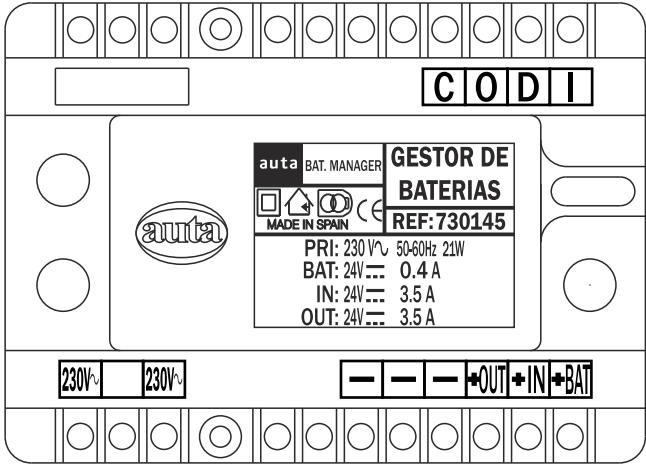 C O D I
auta BAT. MANAGER
GESTOR DE
BATERIAS
CE
MADE IN SPAIN
REF:730145
auta
PRI: 230 V∿ 50-60Hz 21W
BAT: 24V⎓ 0.4 A
IN: 24V⎓ 3.5 A
OUT: 24V⎓ 3.5 A
230V∿ 230V∿ — — — +OUT +IN +BAT